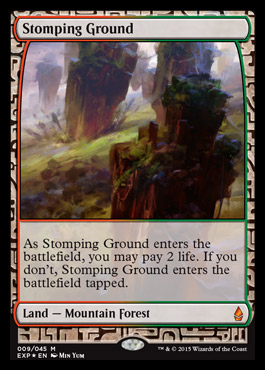 Stomping Ground
As Stomping Ground enters the
battlefield, you may pay 2 life. If you
don't, Stomping Ground enters the
battlefield tapped.
Land — Mountain Forest
009/045 M
EXP • EN Min Yum
™ & © 2015 Wizards of the Coast